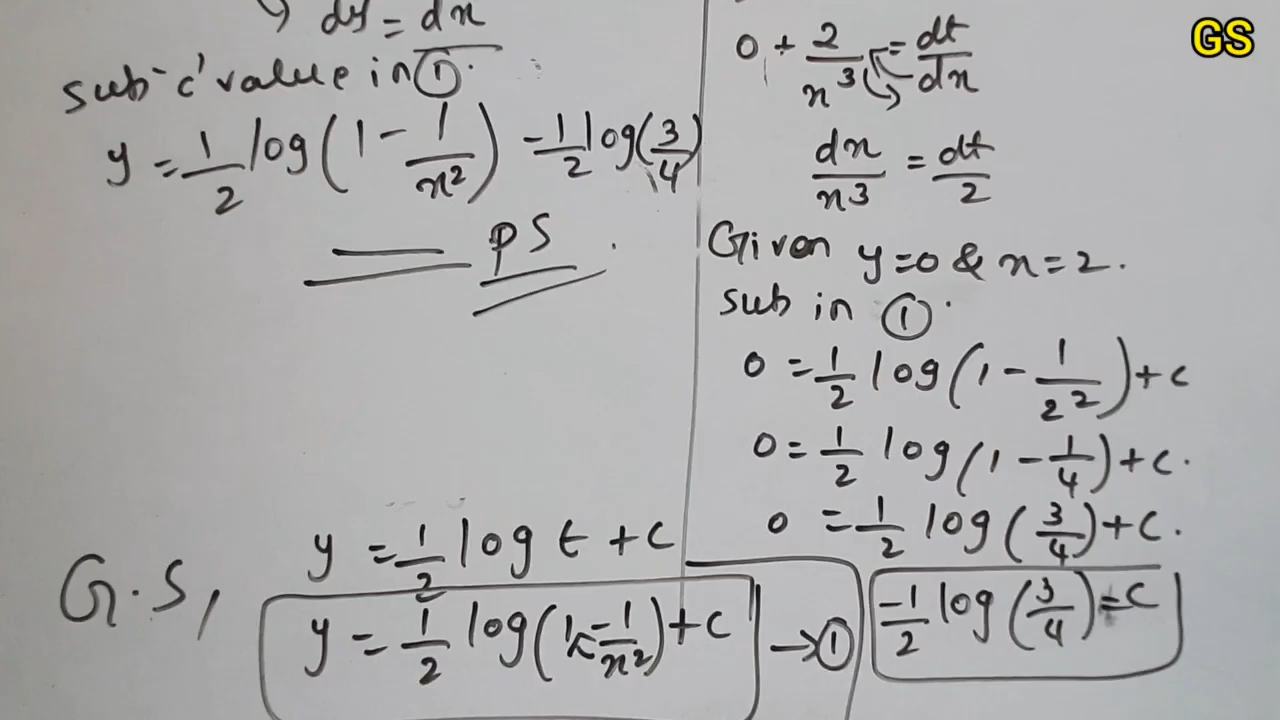 ↳ dy = dx
sub 'c' value in ①.
y = 1/2 log(1 - 1/x²) - 1/2 log(3/4)
PS
G.S,
y = 1/2 log t + c
y = 1/2 log(1 - 1/x²) + c → ①
0 + 2/x³ = dt/dx
dx/x³ = dt/2
Given y=0 & x=2.
sub in ①.
0 = 1/2 log(1 - 1/2²) + c
0 = 1/2 log(1 - 1/4) + c.
0 = 1/2 log(3/4) + c.
-1/2 log(3/4) = c
GS